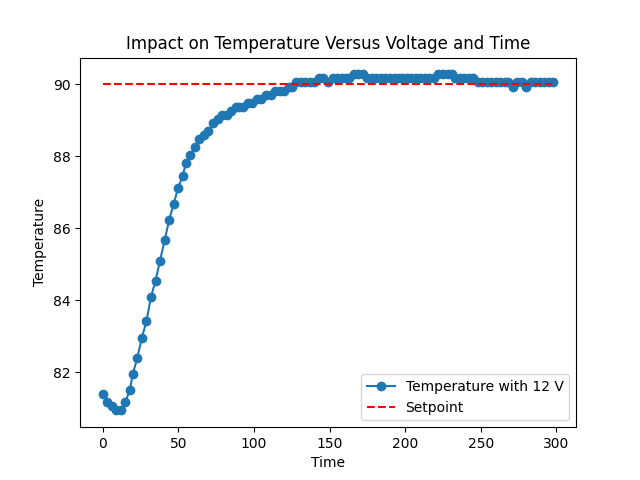 Impact on Temperature Versus Voltage and Time
90
88
86
84
82
Temperature
Temperature with 12 V
Setpoint
0 50 100 150 200 250 300
Time